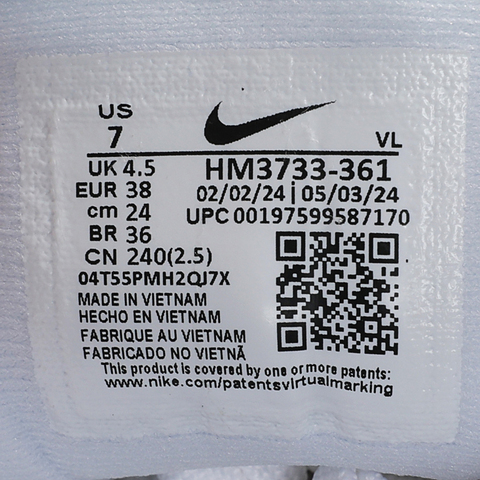 US
7
VL
UK 4.5
EUR 38
cm 24
BR 36
CN 240(2.5)
HM3733-361
02/02/24 | 05/03/24
UPC 00197599587170
04T55PMH2QJ7X
MADE IN VIETNAM
HECHO EN VIETNAM
FABRIQUE AU VIETNAM
FABRICADO NO VIETNÃ
This product is covered by one or more patents:
www.nike.com/patentsvirtualmarking